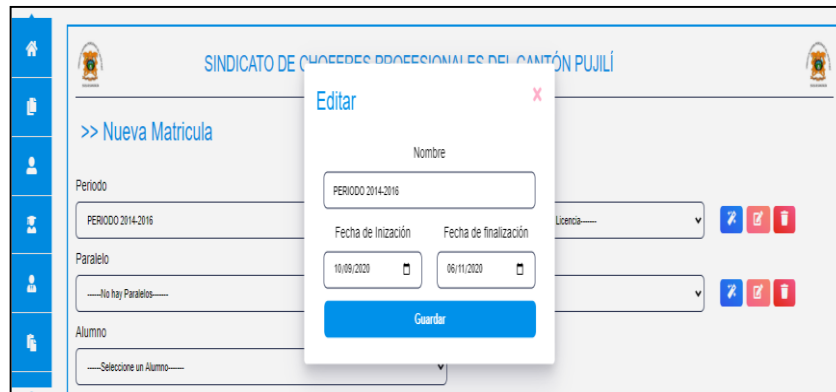 SINDICATO DE CHOFERES PROFESIONALES DEL CANTÓN PUJILÍ
Editar
X
>> Nueva Matricula
Nombre
Periodo
PERIODO 2014-2016
PERIODO 2014-2016
Licencia-------
Fecha de Inización
Fecha de finalización
Paralelo
10/09/2020
06/11/2020
------No hay Paralelos-------
Guardar
Alumno
------Seleccione un Alumno-------